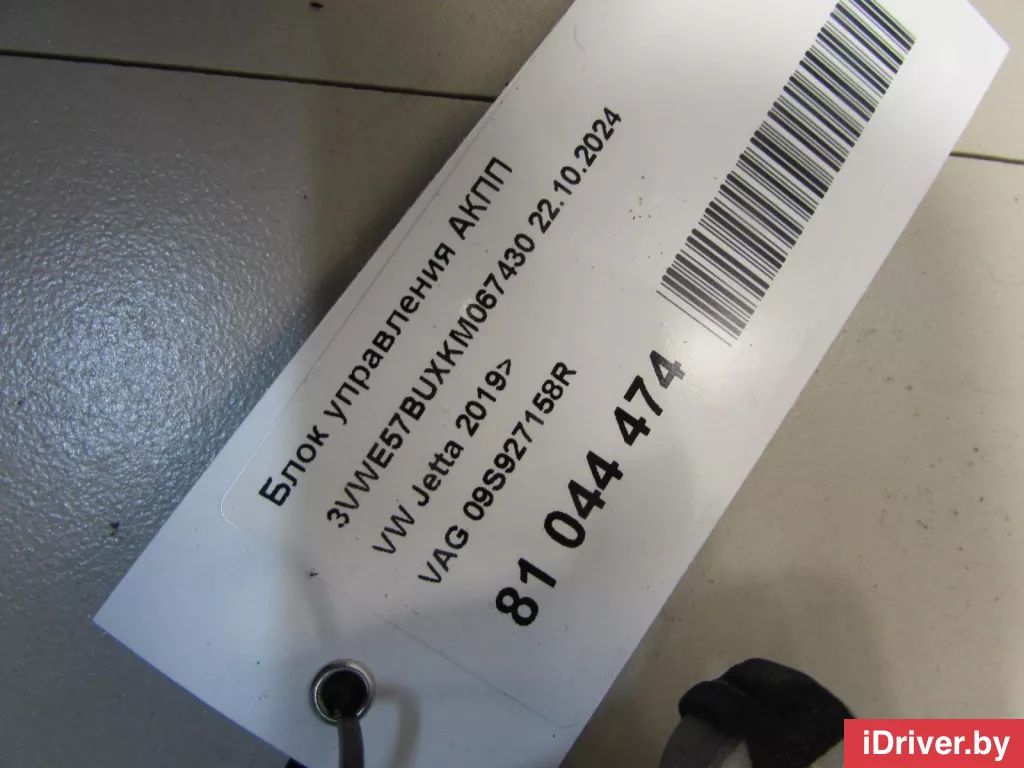 Блок управления АКПП
3VWE57BUXKM067430 22.10.2024
VW Jetta 2019>
VAG 09S927158R
81 044 474
iDriver.by